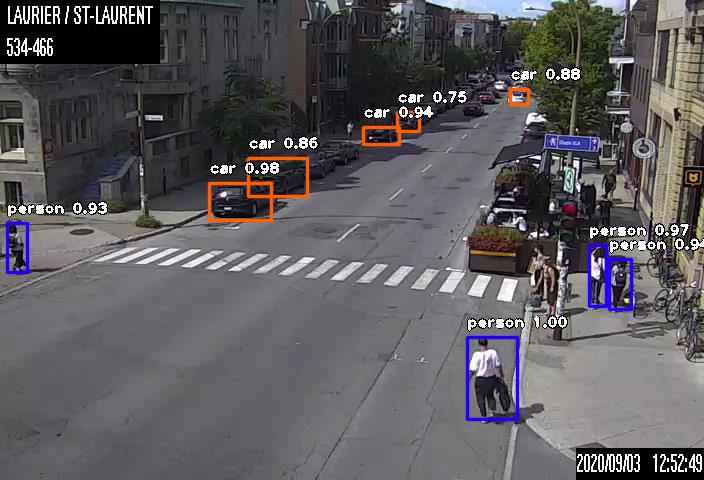 LAURIER / ST-LAURENT
534-466
car 0.88
car 0.75
car 0.94
car 0.86
car 0.98
person 0.93
person 0.97
person 0.94
person 1.00
2020/09/03 12:52:49